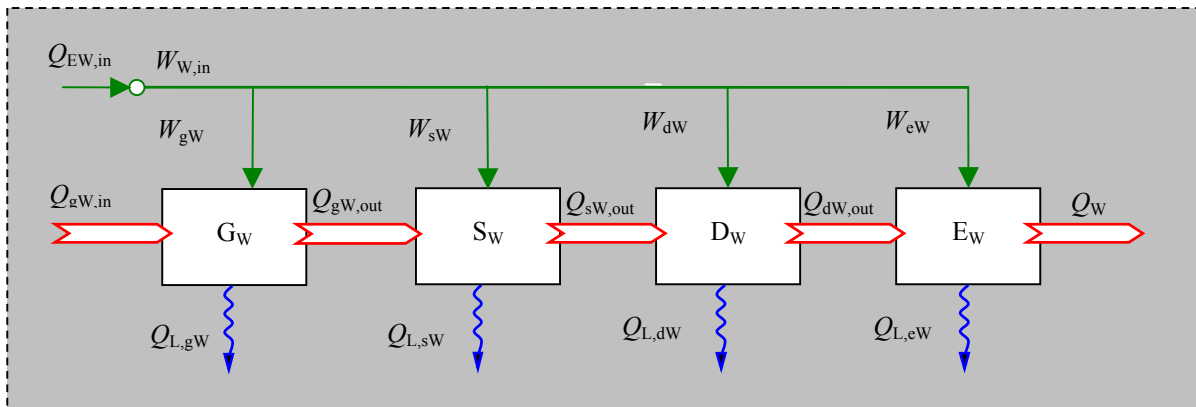 Q_EW,in W_W,in
W_gW W_sW W_dW W_eW
Q_gW,in Q_gW,out Q_sW,out Q_dW,out Q_W
G_W S_W D_W E_W
Q_L,gW Q_L,sW Q_L,dW Q_L,eW